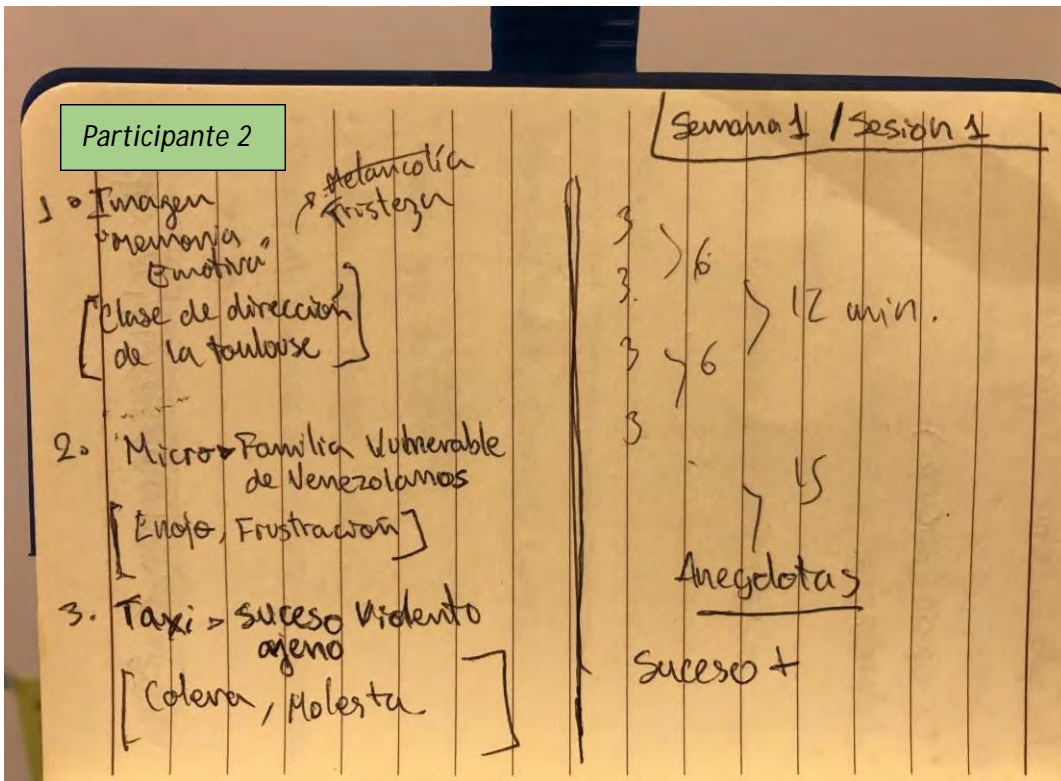 Participante 2
Semana 1 / Sesión 1
1. Imagen
"memoria
Emotiva"
Melancolía
Tristeza
[Clase de dirección
de la toulouse]
2. Micro > Familia Vulnerable
de Venezolanos
[Enojo, Frustración]
3. Taxi > suceso Violento
ajeno
[Colera, Molesta]
3
6
3.
12 min.
3
6
3
15
Anegdotas
Suceso +